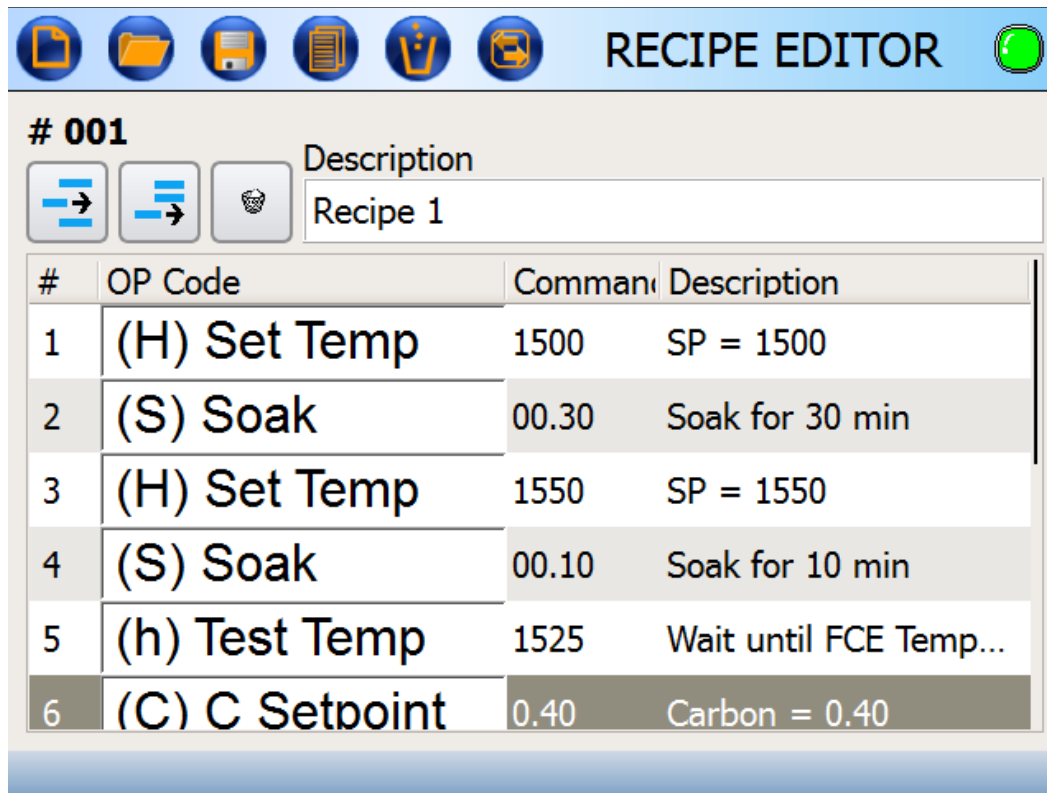 RECIPE EDITOR
# 001
Description
Recipe 1
# OP Code Comman Description
1 (H) Set Temp 1500 SP = 1500
2 (S) Soak 00.30 Soak for 30 min
3 (H) Set Temp 1550 SP = 1550
4 (S) Soak 00.10 Soak for 10 min
5 (h) Test Temp 1525 Wait until FCE Temp...
6 (C) C Setpoint 0.40 Carbon = 0.40